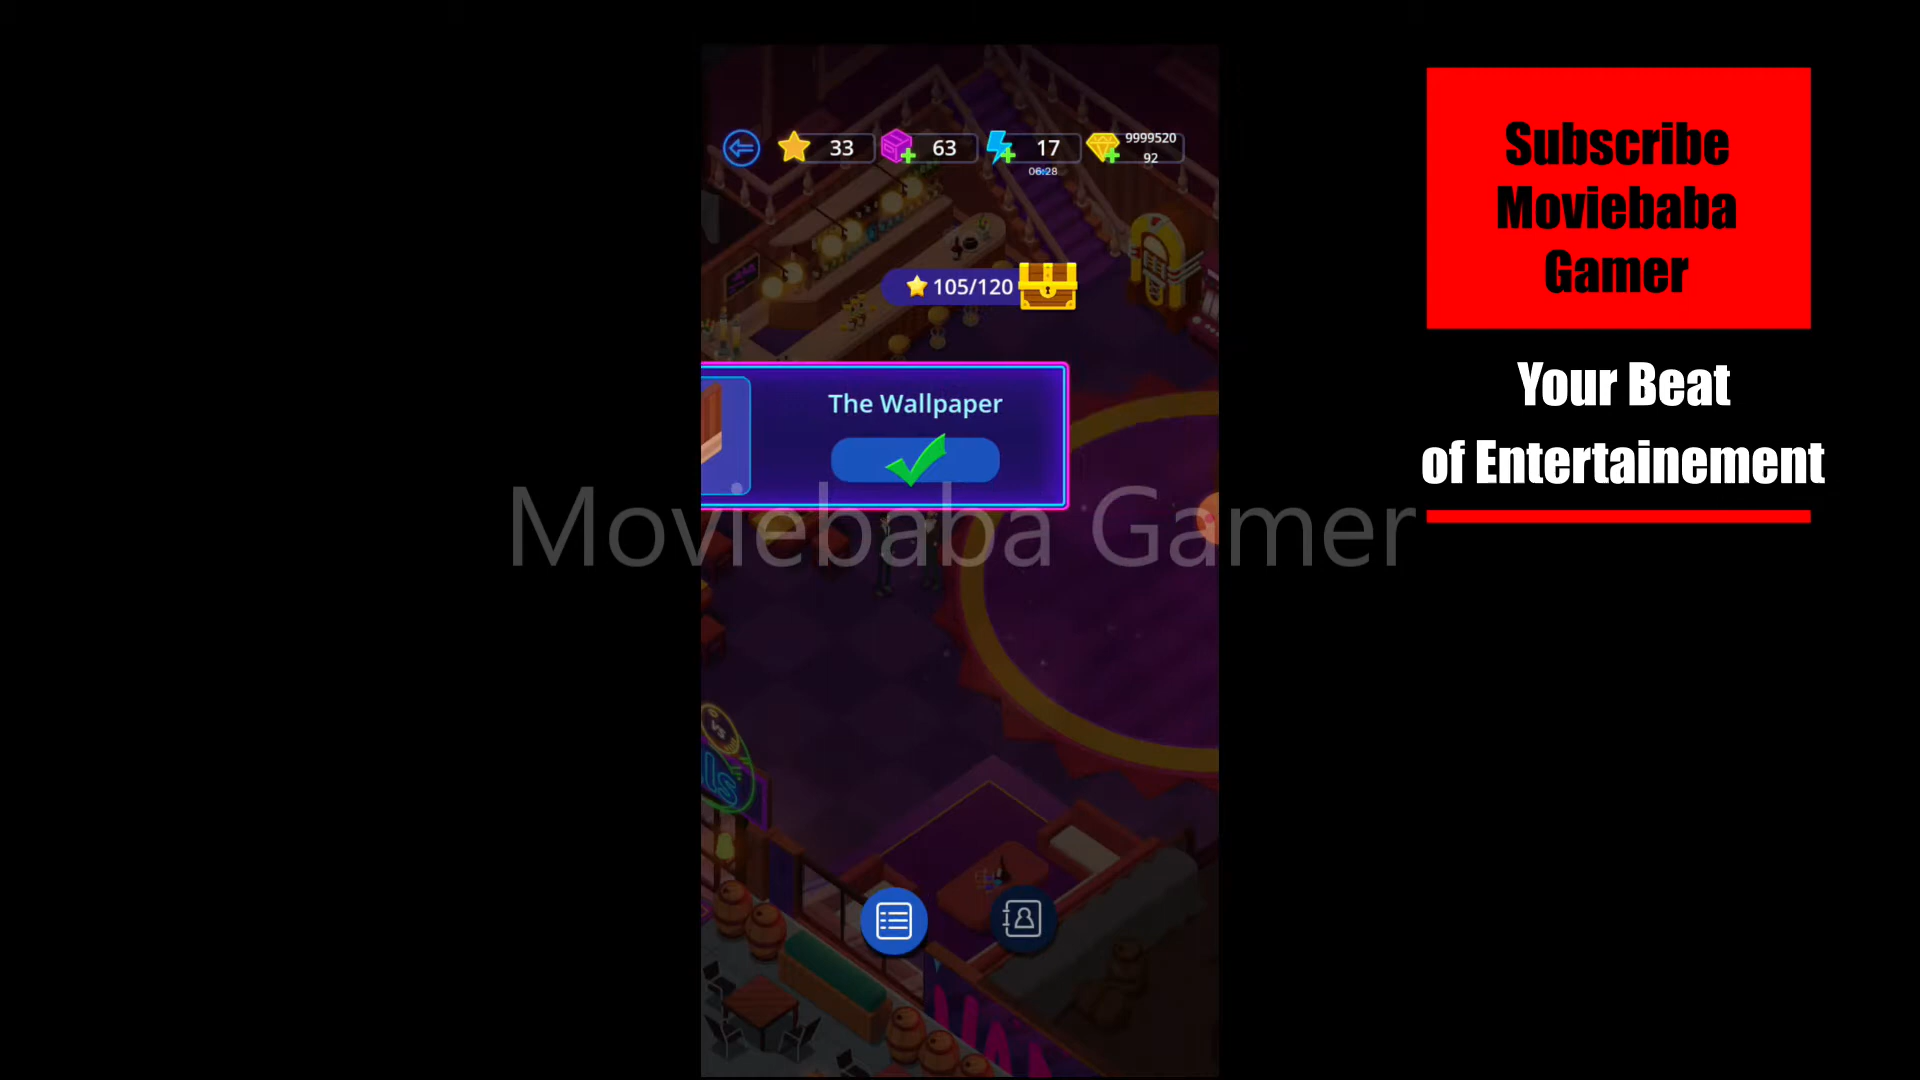 33
63
17
06:28
9999520
92
105/120
The Wallpaper
Moviebaba Gamer
Subscribe
Moviebaba
Gamer
Your Beat
of Entertainement
VS